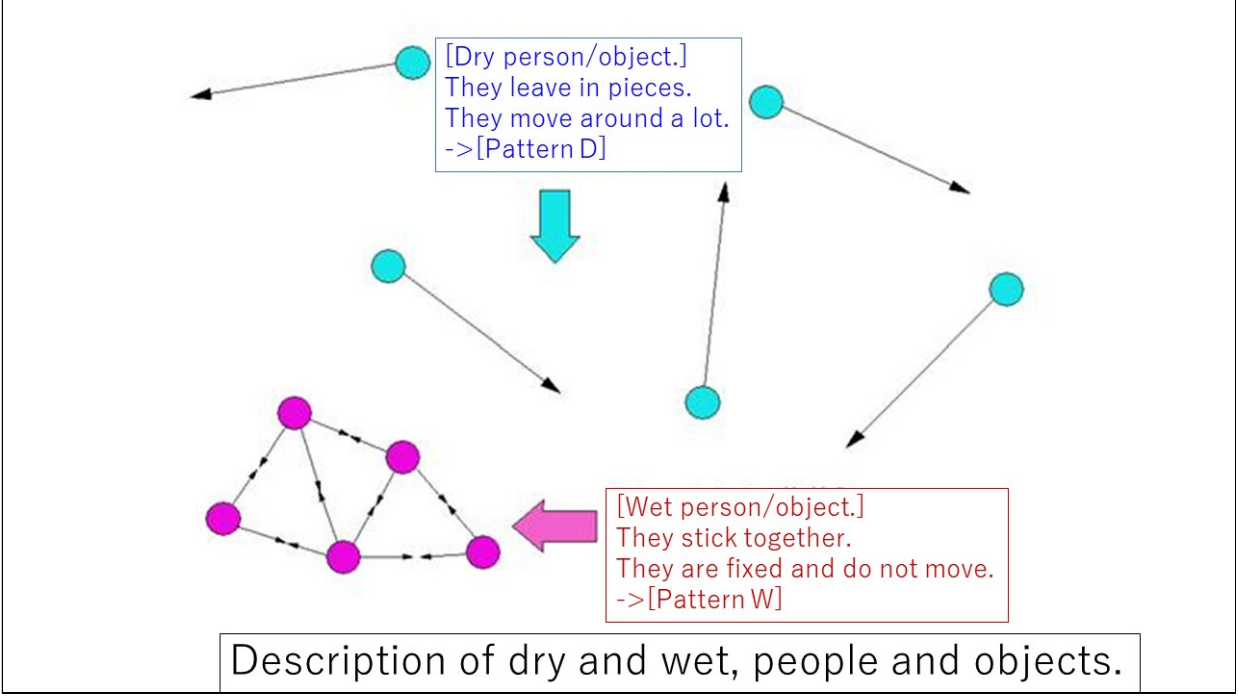 [Dry person/object.]
They leave in pieces.
They move around a lot.
->[Pattern D]
[Wet person/object.]
They stick together.
They are fixed and do not move.
->[Pattern W]
Description of dry and wet, people and objects.